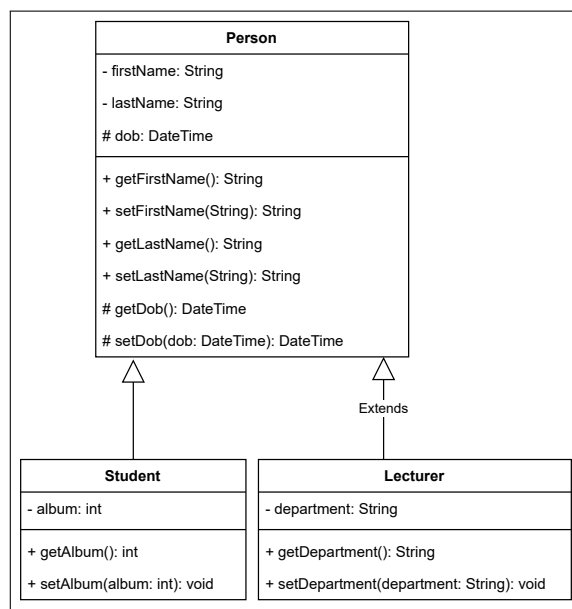 Person
- firstName: String
- lastName: String
# dob: DateTime
+ getFirstName(): String
+ setFirstName(String): String
+ getLastName(): String
+ setLastName(String): String
# getDob(): DateTime
# setDob(dob: DateTime): DateTime
Extends
Student
- album: int
+ getAlbum(): int
+ setAlbum(album: int): void
Lecturer
- department: String
+ getDepartment(): String
+ setDepartment(department: String): void